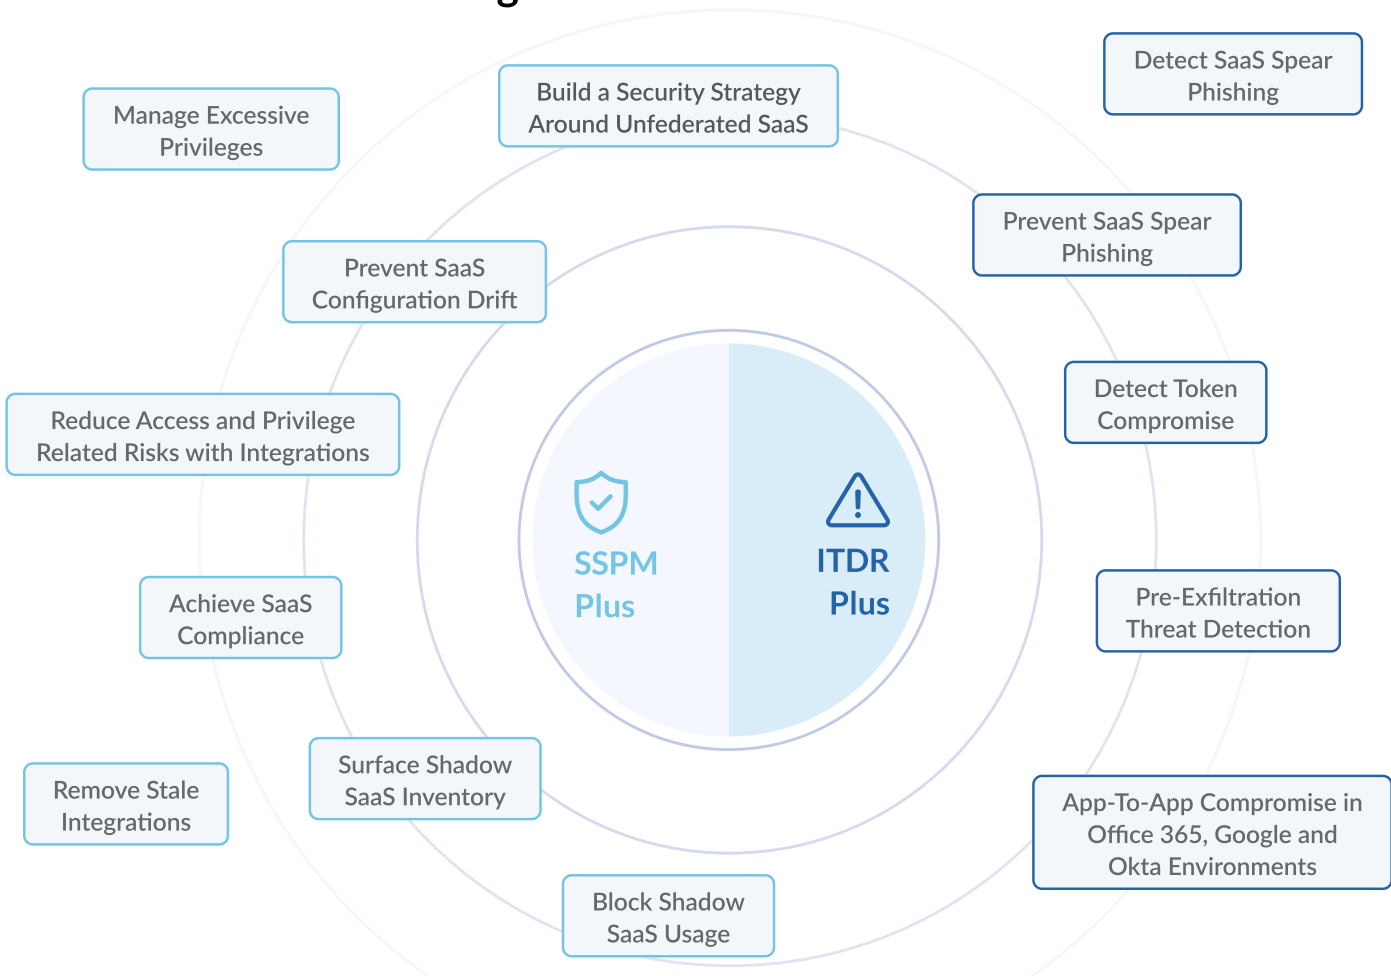 Build a Security Strategy
Around Unfederated SaaS
Detect SaaS Spear
Phishing
Manage Excessive
Privileges
Prevent SaaS Spear
Phishing
Prevent SaaS
Configuration Drift
Detect Token
Compromise
Reduce Access and Privilege
Related Risks with Integrations
SSPM
Plus
ITDR
Plus
Achieve SaaS
Compliance
Pre-Exfiltration
Threat Detection
Surface Shadow
SaaS Inventory
Remove Stale
Integrations
App-To-App Compromise in
Office 365, Google and
Okta Environments
Block Shadow
SaaS Usage